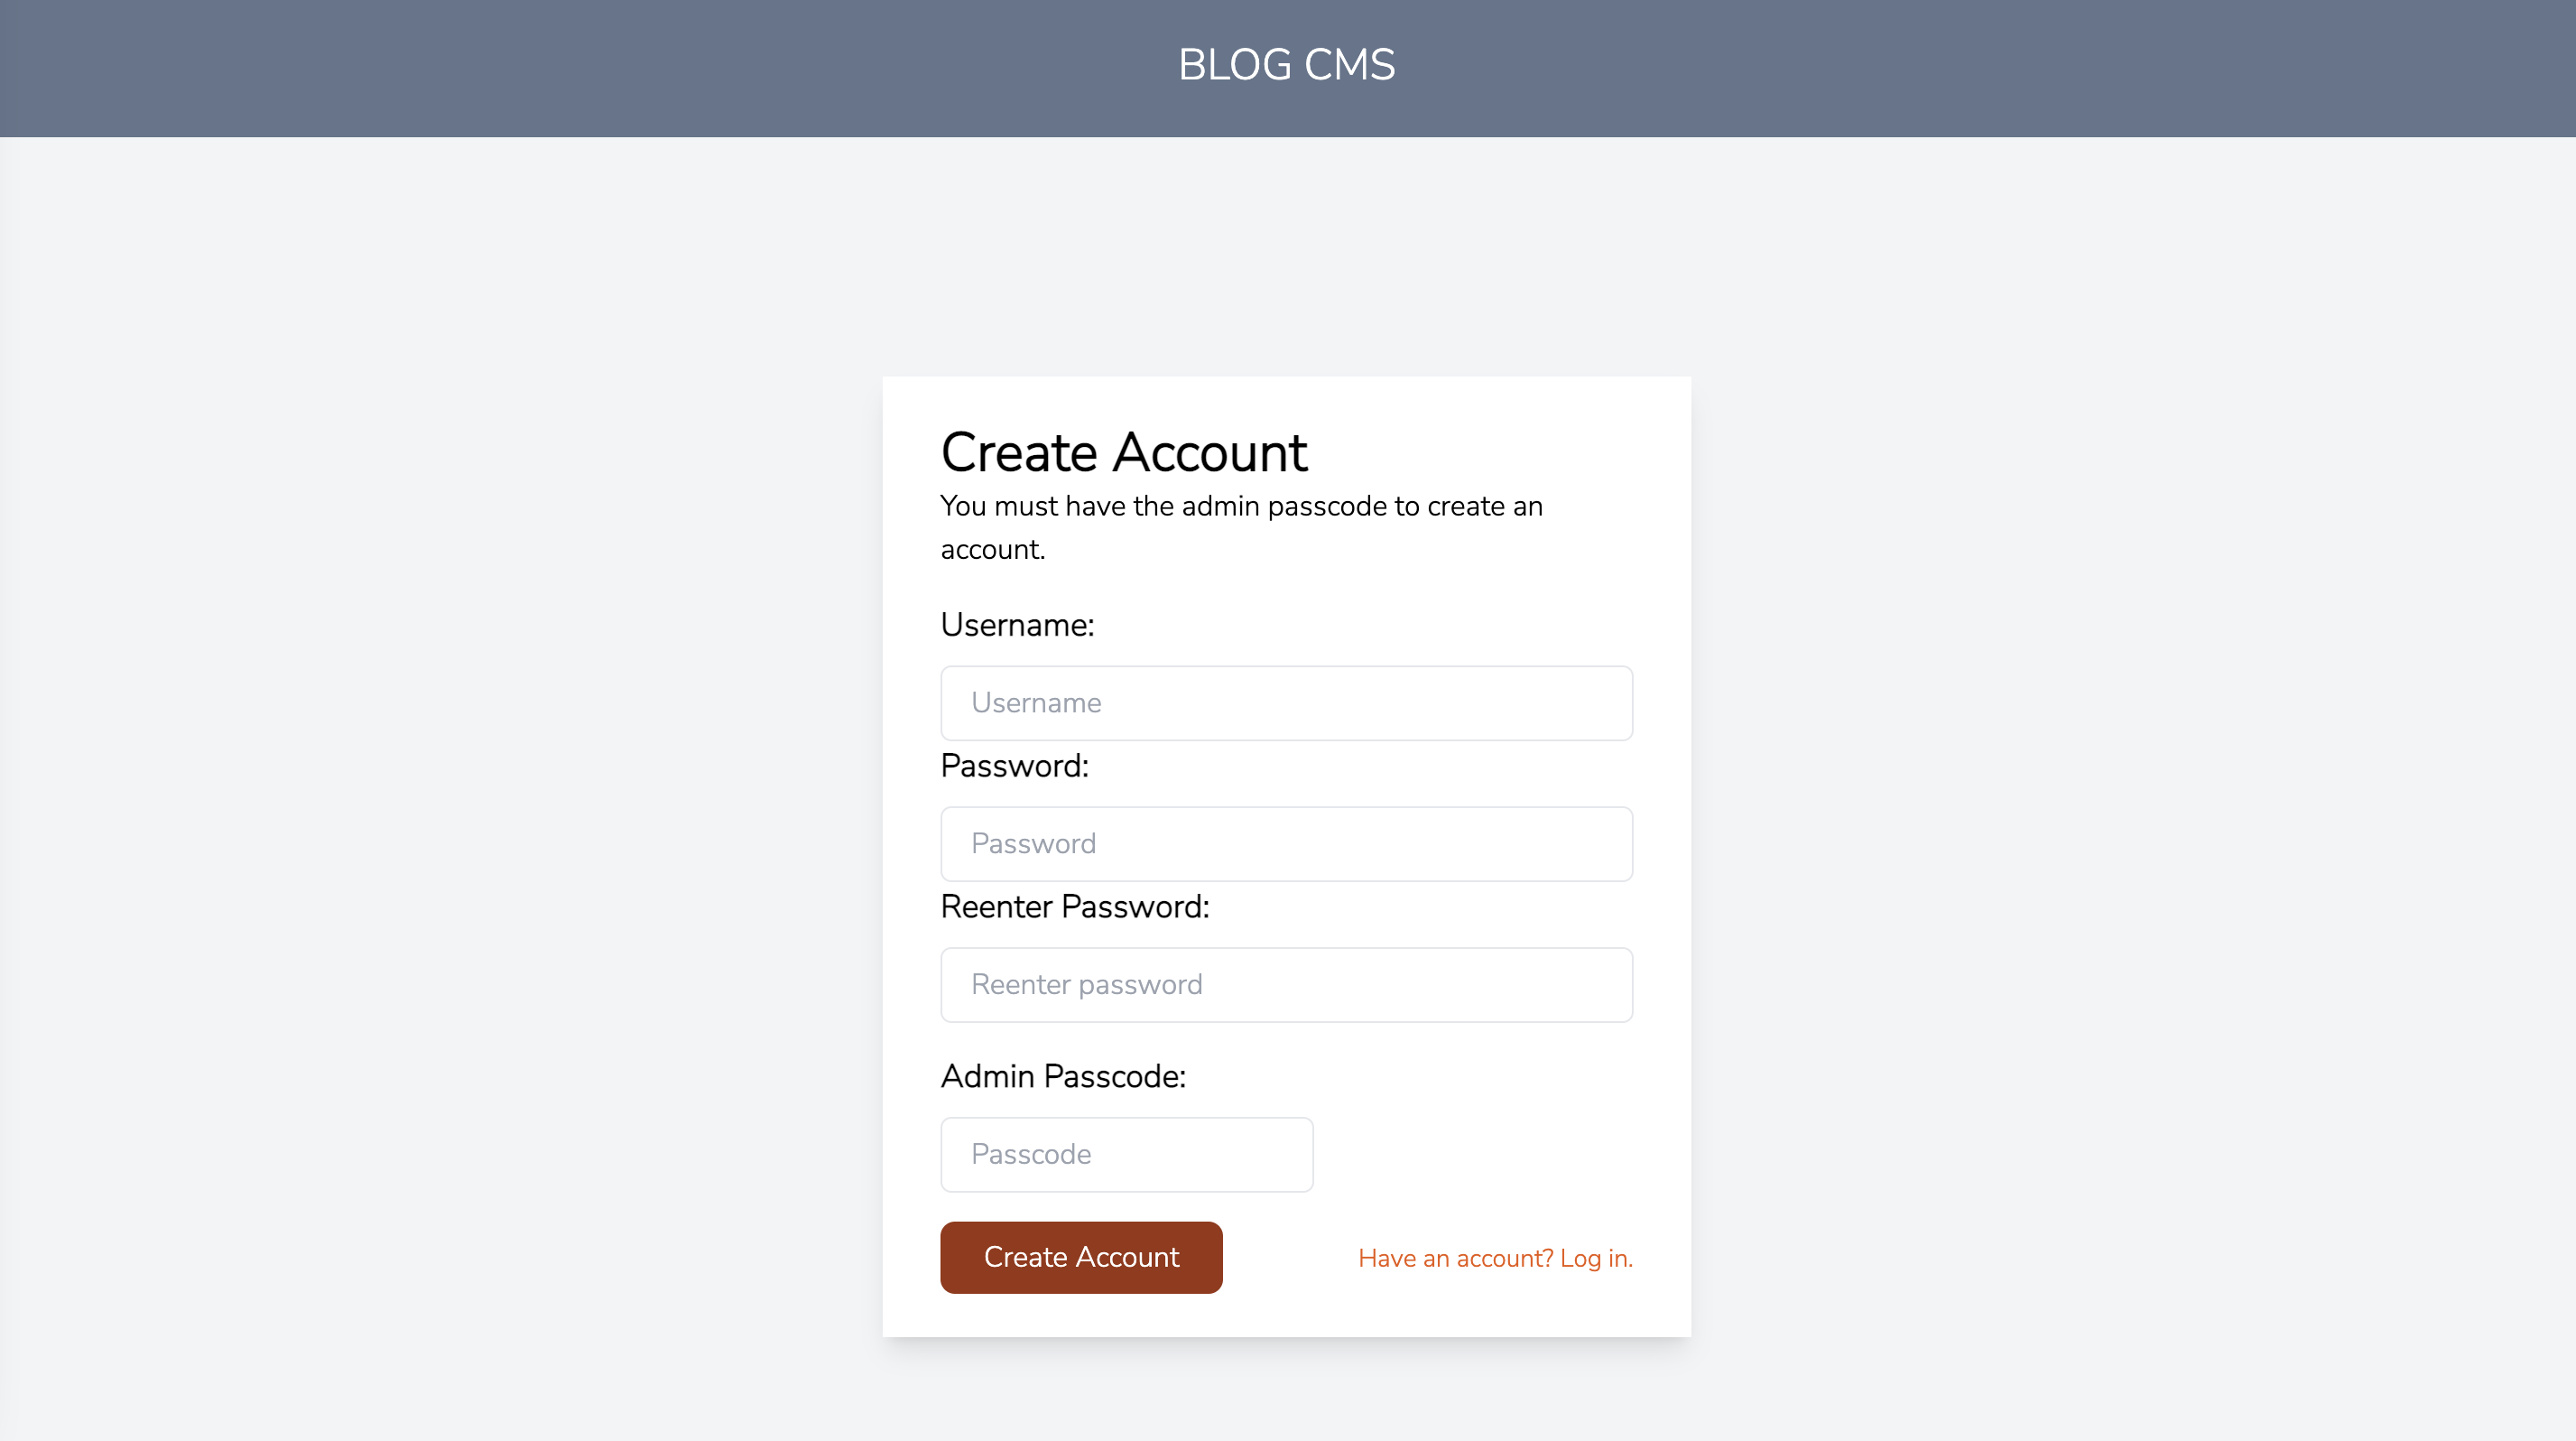 BLOG CMS
Create Account
You must have the admin passcode to create an
account.
Username:
Username
Password:
Password
Reenter Password:
Reenter password
Admin Passcode:
Passcode
Create Account
Have an account? Log in.